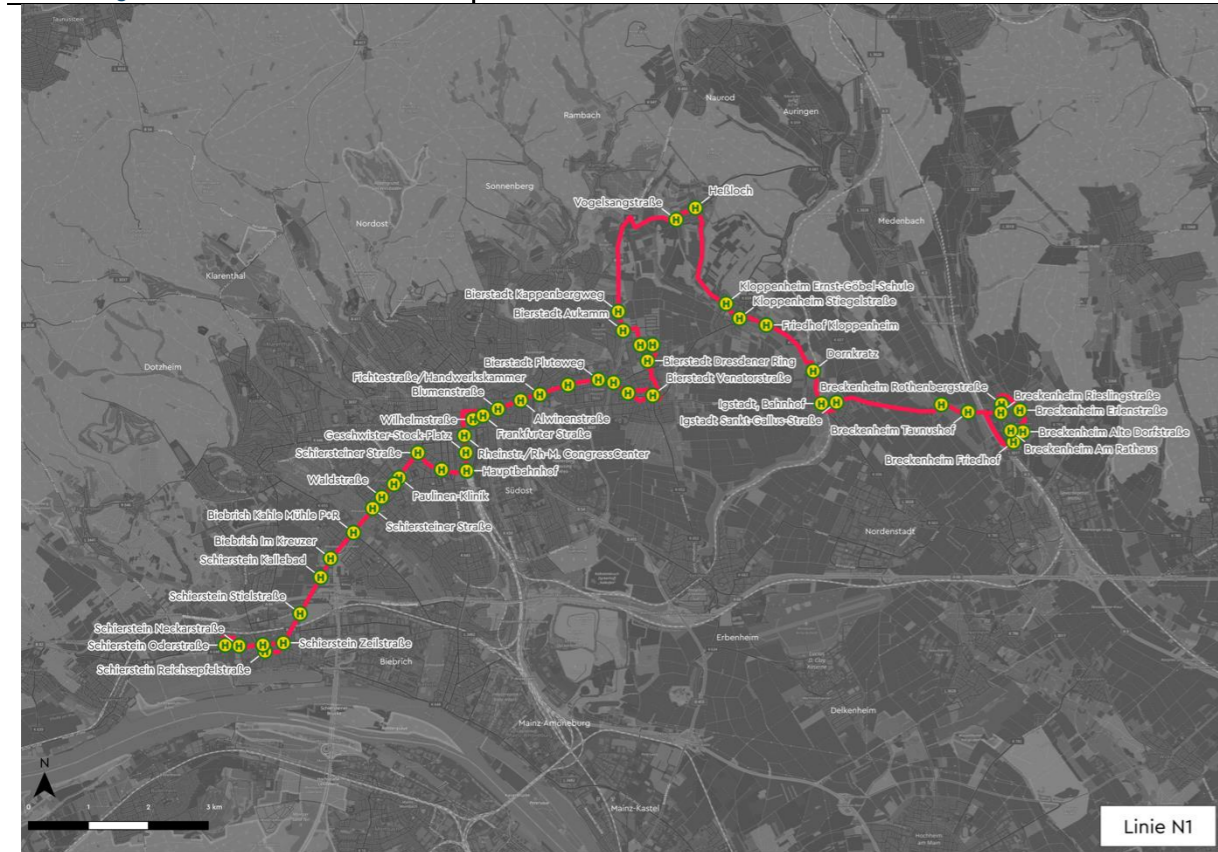 Taunusstein
Naurod
Auringen
Rambach
Sonnenberg
Heßloch
Vogelsangstraße
Nordost
Medenbach
Klarenthal
Kloppenheim Ernst-Göbel-Schule
Bierstadt Kappenbergweg
Kloppenheim Stiegelstraße
Bierstadt Aukamm
Friedhof Kloppenheim
Dotzheim
Bierstadt Plutoweg
Bierstadt Dresdener Ring
Dornkratz
Fichtestraße/Handwerkskammer
Bierstadt Venatorstraße
Breckenheim Rothenbergstraße
Blumenstraße
Breckenheim Rieslingstraße
Igstadt, Bahnhof
Breckenheim Erlenstraße
Wilhelmstraße
Alwinenstraße
Igstadt Sankt-Gallus-Straße
Breckenheim Taunushof
Geschwister-Stock-Platz
Frankfurter Straße
Breckenheim Alte Dorfstraße
Schiersteiner Straße
Rheinstr./Rh-M. CongressCenter
Breckenheim Friedhof
Breckenheim Am Rathaus
Hauptbahnhof
Waldstraße
Südost
Paulinen-Klinik
Biebrich Kahle Mühle P+R
Schiersteiner Straße
Nordenstadt
Biebrich Im Kreuzer
Schierstein Kallebad
Schierstein Stielstraße
Schierstein Neckarstraße
Erbenheim
Schierstein Oderstraße
Schierstein Zeilstraße
Biebrich
Schierstein Reichsapfelstraße
Delkenheim
Mainz-Amöneburg
N
0 1 2 3 km
Mainz-Kastel
Hochheim
am Main
Linie N1